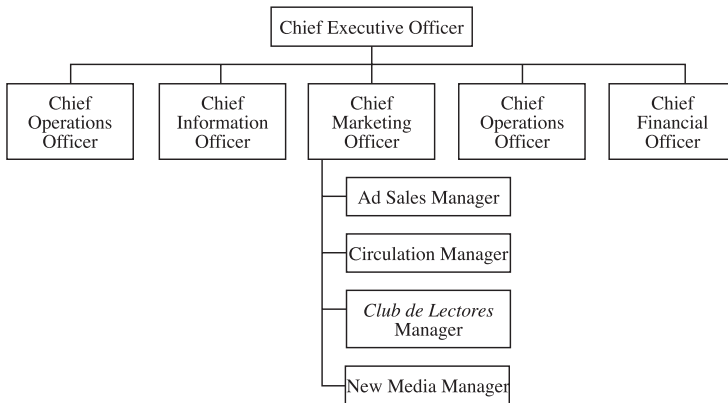 Chief Executive Officer
Chief
Operations
Officer
Chief
Information
Officer
Chief
Marketing
Officer
Chief
Operations
Officer
Chief
Financial
Officer
Ad Sales Manager
Circulation Manager
Club de Lectores
Manager
New Media Manager